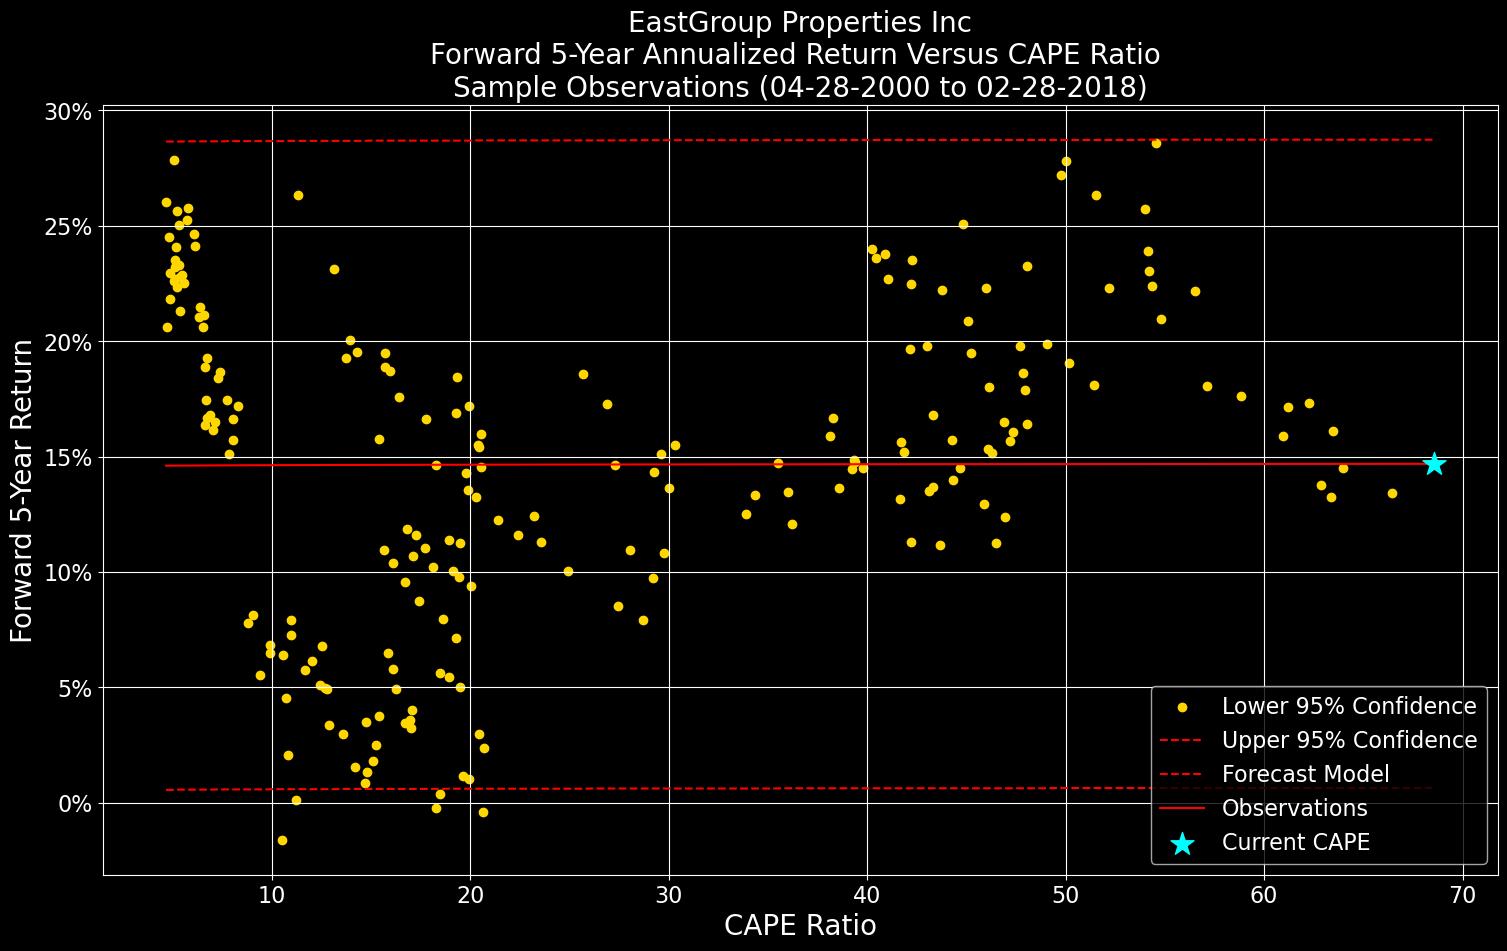 EastGroup Properties Inc
Forward 5-Year Annualized Return Versus CAPE Ratio
Sample Observations (04-28-2000 to 02-28-2018)
Forward 5-Year Return
30%
25%
20%
15%
10%
5%
0%
Lower 95% Confidence
Upper 95% Confidence
Forecast Model
Observations
Current CAPE
10 20 30 40 50 60 70
CAPE Ratio